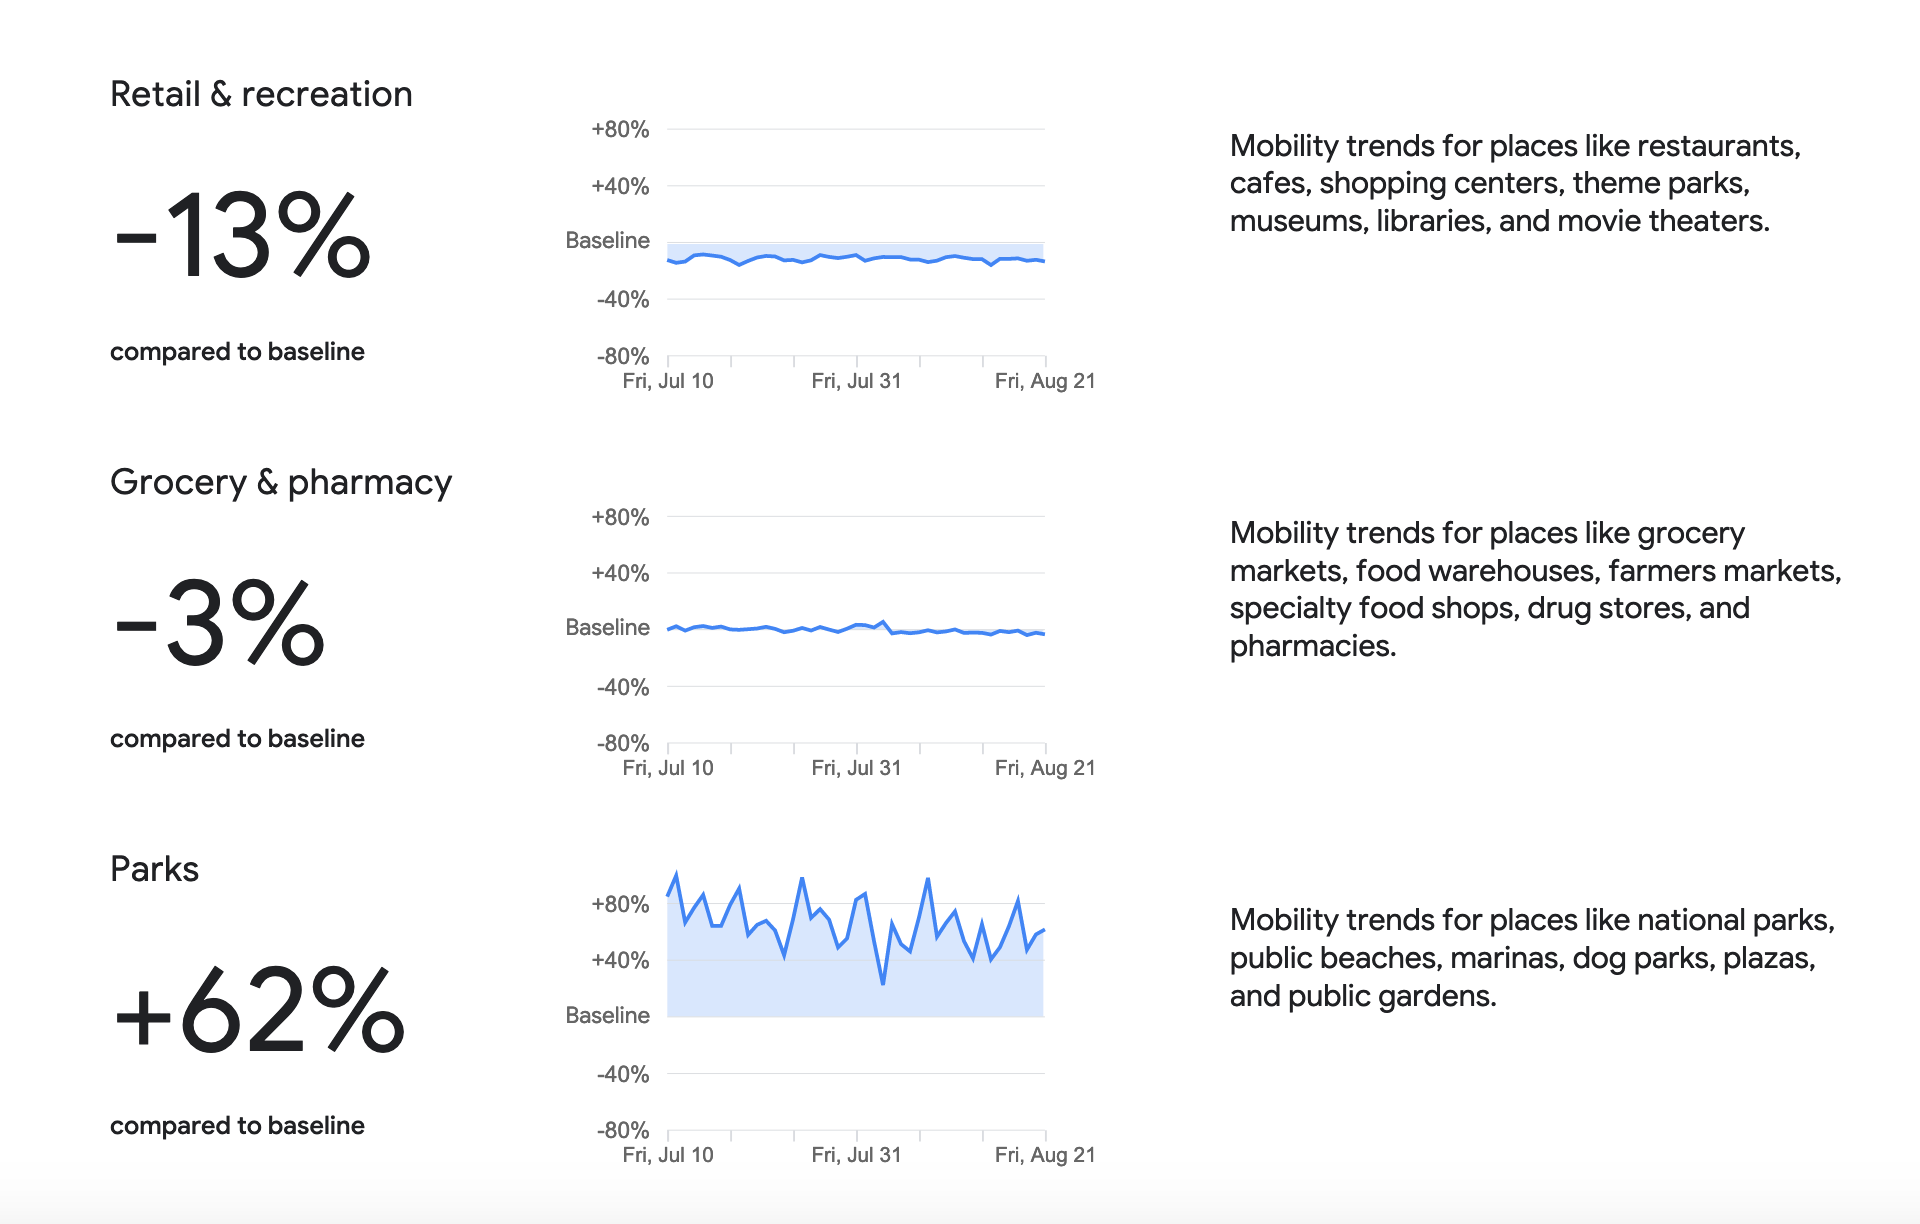 Retail & recreation
-13%
compared to baseline
+80%
+40%
Baseline
-40%
-80%
Fri, Jul 10 Fri, Jul 31 Fri, Aug 21
Mobility trends for places like restaurants,
cafes, shopping centers, theme parks,
museums, libraries, and movie theaters.
Grocery & pharmacy
-3%
compared to baseline
+80%
+40%
Baseline
-40%
-80%
Fri, Jul 10 Fri, Jul 31 Fri, Aug 21
Mobility trends for places like grocery
markets, food warehouses, farmers markets,
specialty food shops, drug stores, and
pharmacies.
Parks
+62%
compared to baseline
+80%
+40%
Baseline
-40%
-80%
Fri, Jul 10 Fri, Jul 31 Fri, Aug 21
Mobility trends for places like national parks,
public beaches, marinas, dog parks, plazas,
and public gardens.